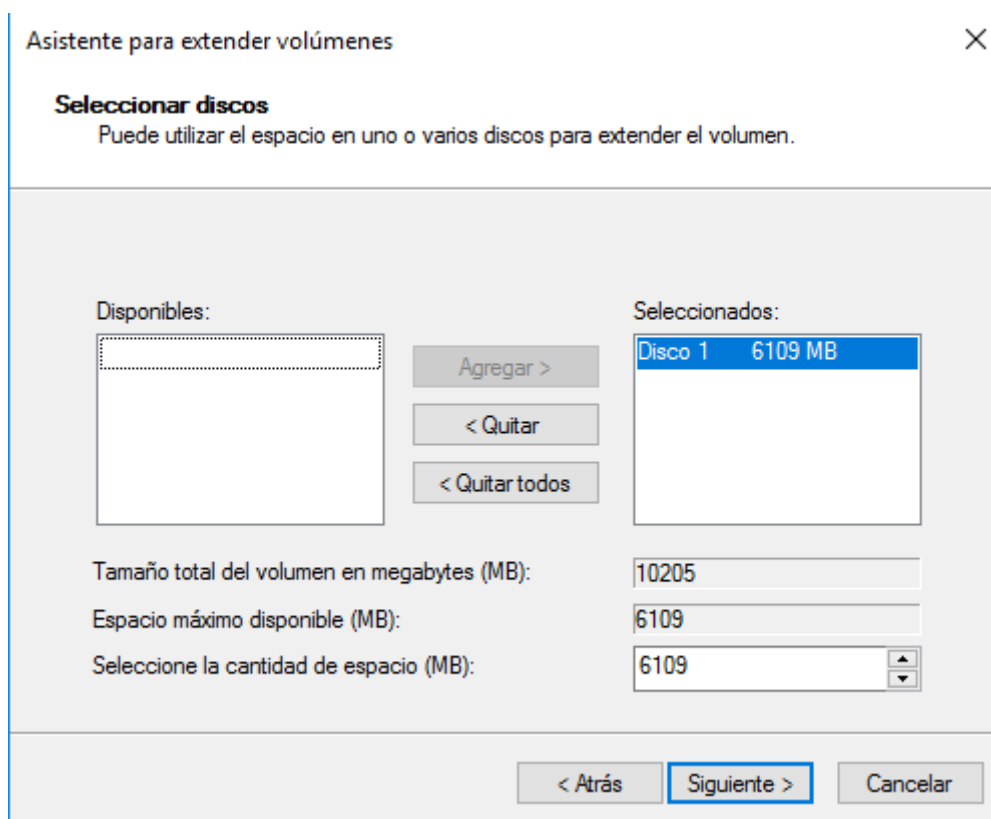 Asistente para extender volúmenes
Seleccionar discos
Puede utilizar el espacio en uno o varios discos para extender el volumen.
Disponibles:
Seleccionados:
Disco 1 6109 MB
Agregar >
< Quitar
< Quitar todos
Tamaño total del volumen en megabytes (MB): 10205
Espacio máximo disponible (MB): 6109
Seleccione la cantidad de espacio (MB): 6109
< Atrás Siguiente > Cancelar